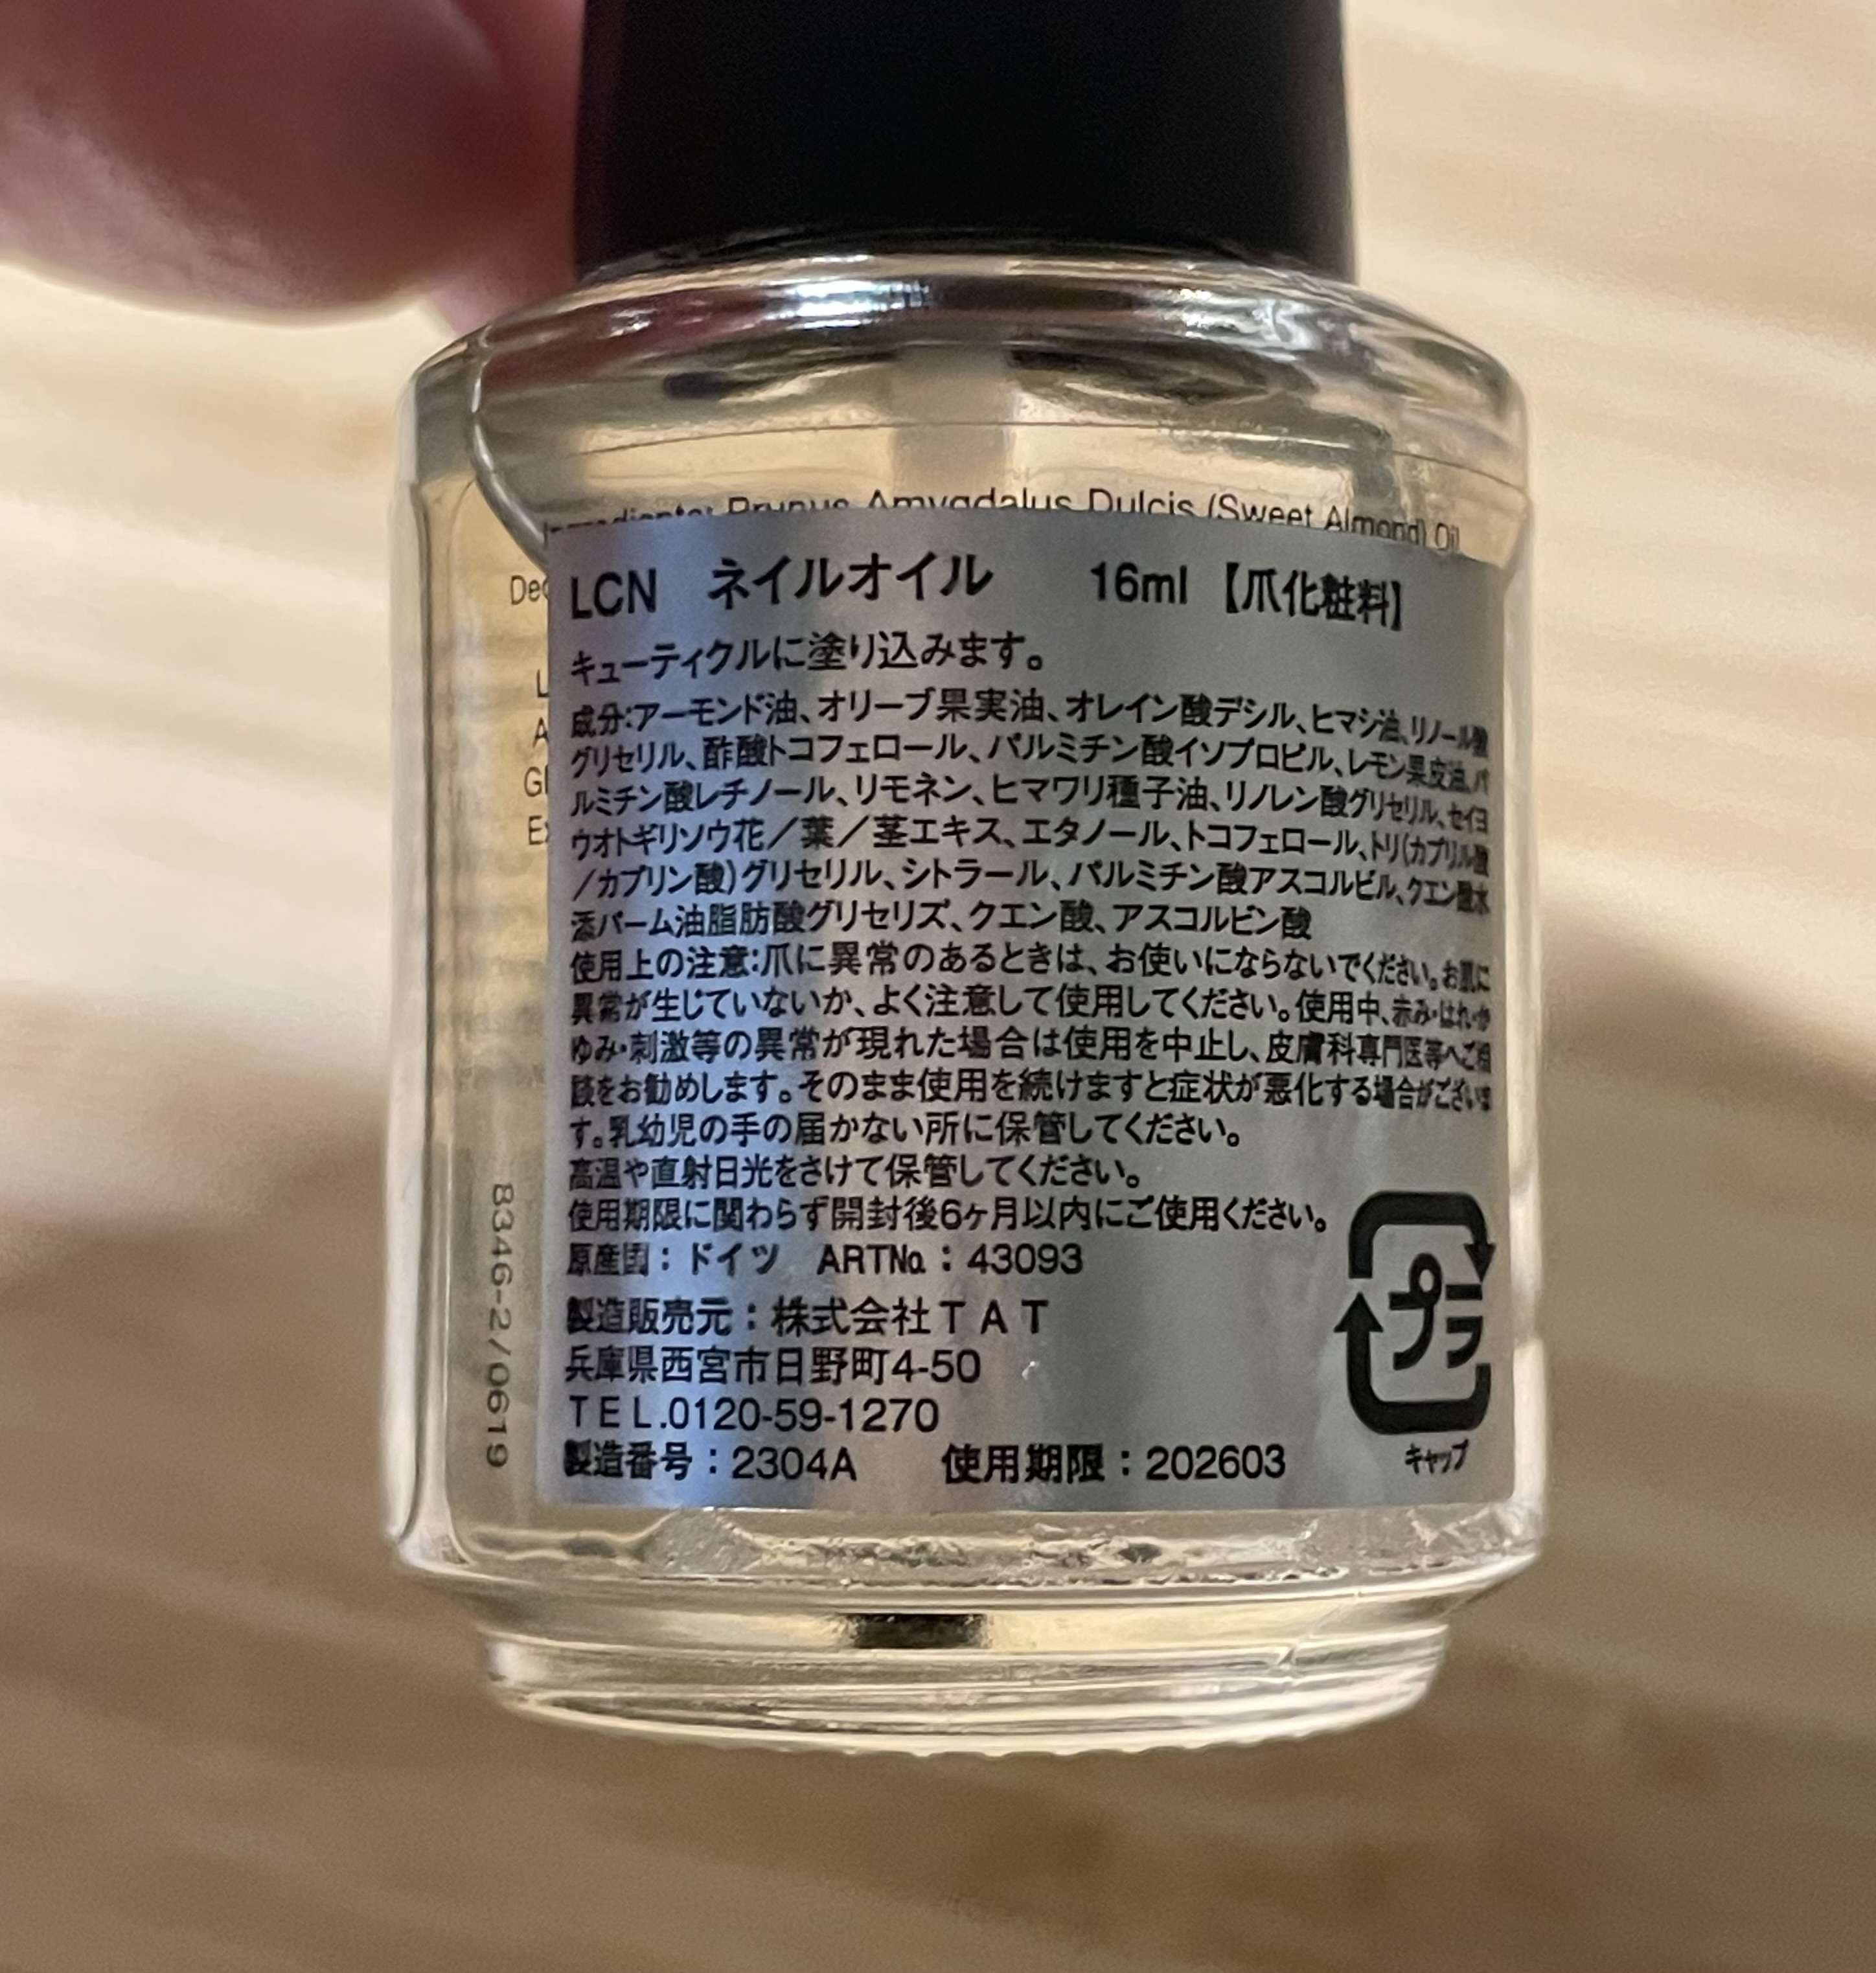 Prunus Amygdalus Dulcis (Sweet Almond) Oil
LCN ネイルオイル 16ml 【爪化粧料】
キューティクルに塗り込みます。
成分:アーモンド油、オリーブ果実油、オレイン酸デシル、ヒマシ油、リノール酸
グリセリル、酢酸トコフェロール、パルミチン酸イソプロピル、レモン果皮油、パ
ルミチン酸レチノール、リモネン、ヒマワリ種子油、リノレン酸グリセリル、セイヨ
ウオトギリソウ花/葉/茎エキス、エタノール、トコフェロール、トリ(カプリル酸
/カプリン酸)グリセリル、シトラール、パルミチン酸アスコルビル、クエン酸水
添パーム油脂肪酸グリセリズ、クエン酸、アスコルビン酸
使用上の注意:爪に異常のあるときは、お使いにならないでください。お肌に
異常が生じていないか、よく注意して使用してください。使用中、赤み・はれ・か
ゆみ・刺激等の異常が現れた場合は使用を中止し、皮膚科専門医等へご相
談をお勧めします。そのまま使用を続けますと症状が悪化する場合がございま
す。乳幼児の手の届かない所に保管してください。
高温や直射日光をさけて保管してください。
使用期限に関わらず開封後6ヶ月以内にご使用ください。
原産国:ドイツ ARTNo:43093
製造販売元:株式会社TAT
兵庫県西宮市日野町4-50
TEL.0120-59-1270
製造番号:2304A 使用期限:202603
プラ
キャップ
8346-2/0619